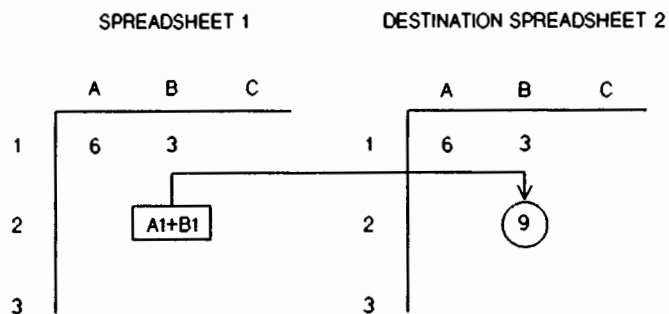 SPREADSHEET 1 DESTINATION SPREADSHEET 2
A B C A B C
1 6 3 1 6 3
2 A1+B1 2 9
3 3